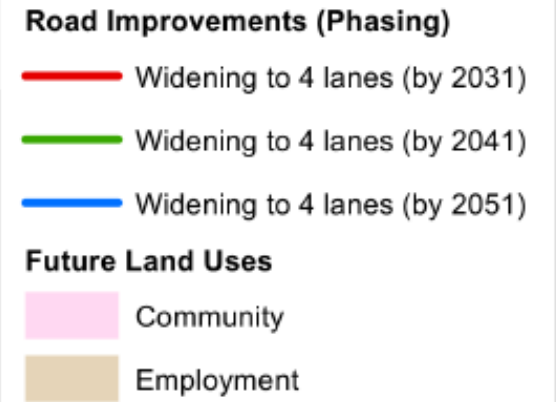 Road Improvements (Phasing)
Widening to 4 lanes (by 2031)
Widening to 4 lanes (by 2041)
Widening to 4 lanes (by 2051)
Future Land Uses
Community
Employment